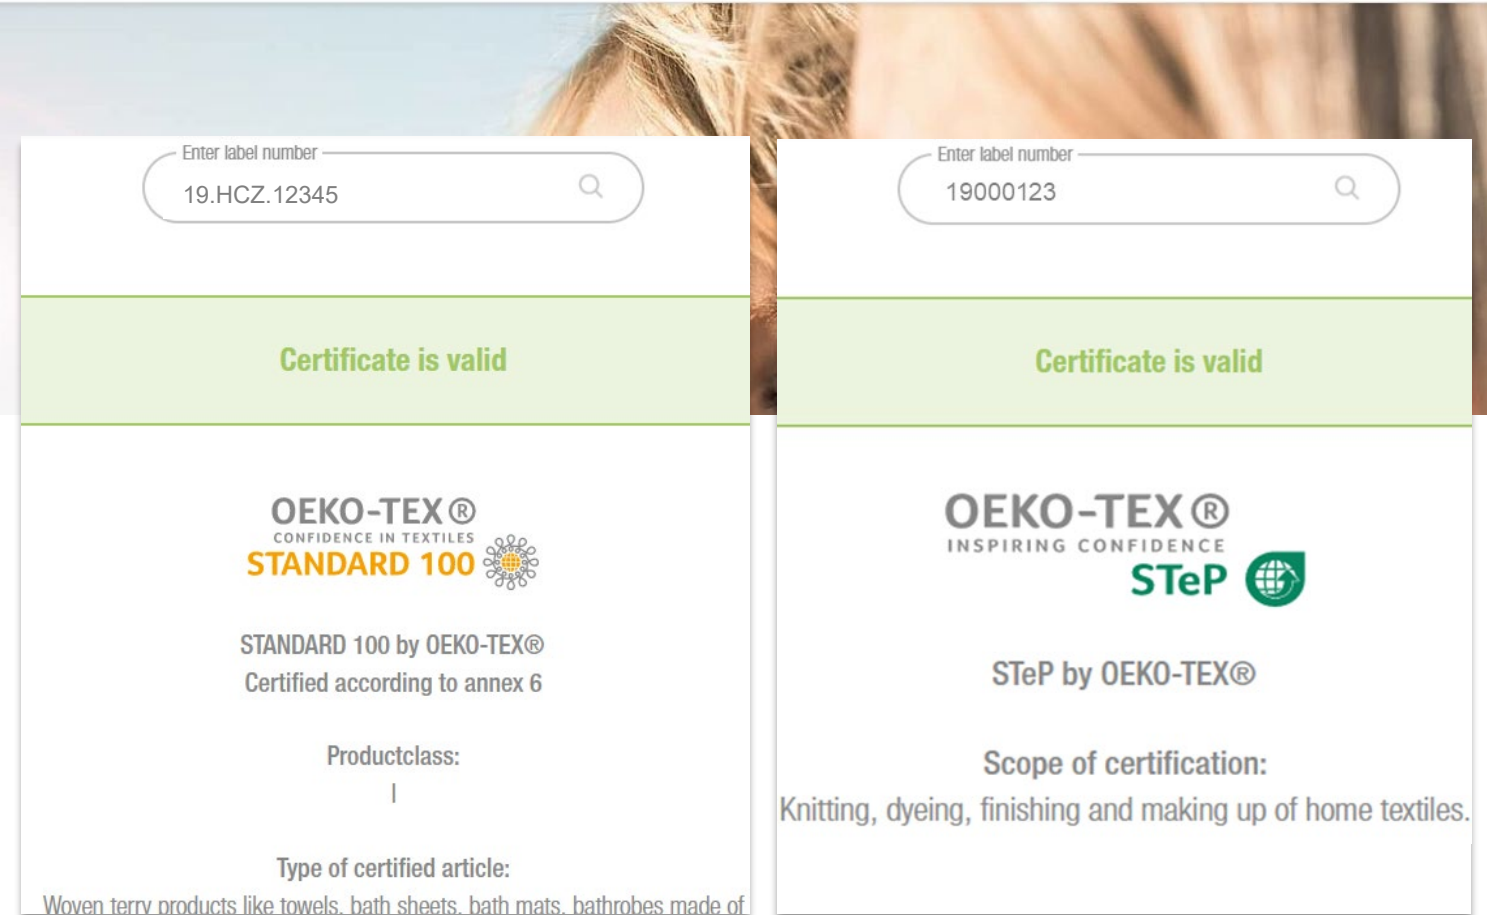 Enter label number
19.HCZ.12345
Certificate is valid
OEKO-TEX®
CONFIDENCE IN TEXTILES
STANDARD 100
STANDARD 100 by OEKO-TEX®
Certified according to annex 6
Productclass:
I
Type of certified article:
Woven terry products like towels, bath sheets, bath mats, bathrobes made of
Enter label number
19000123
Certificate is valid
OEKO-TEX®
INSPIRING CONFIDENCE
STeP
STeP by OEKO-TEX®
Scope of certification:
Knitting, dyeing, finishing and making up of home textiles.